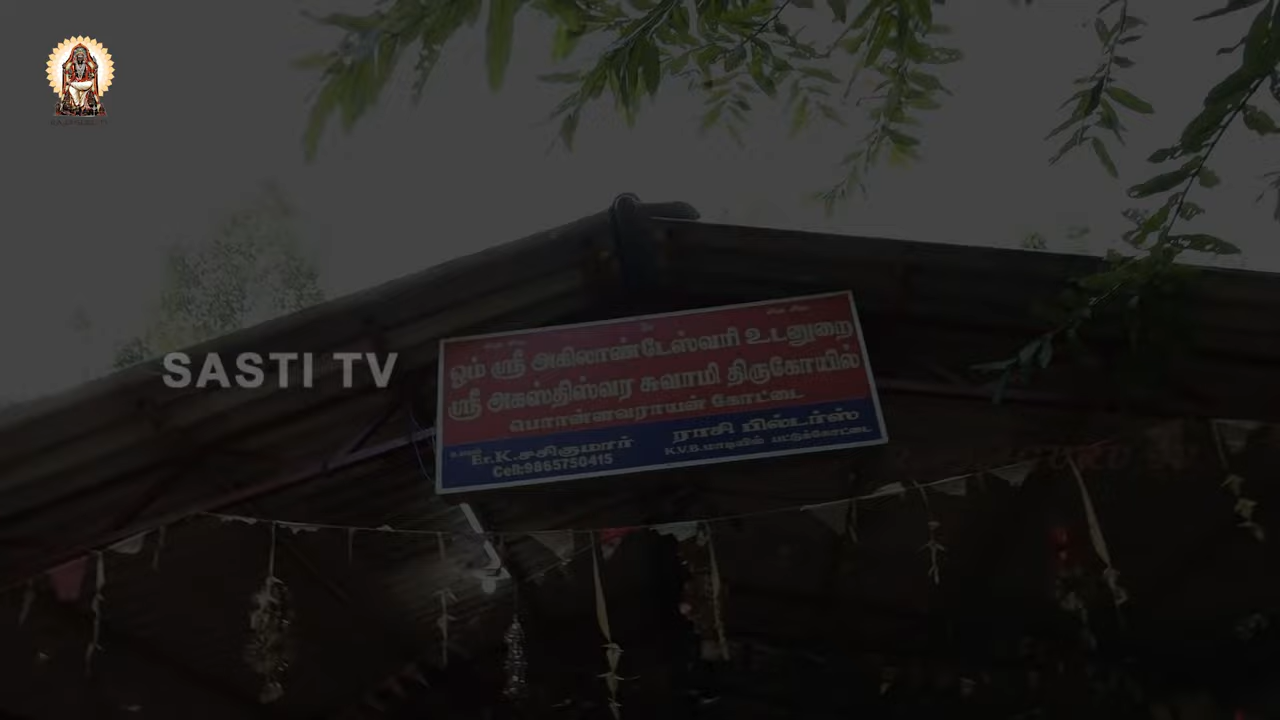 SASTI TV
ஓம் ஸ்ரீ அகிலாண்டேஸ்வரி உடனுறை
ஸ்ரீ அகஸ்திஸ்வர சுவாமி திருகோயில்
பொன்னவராயன் கோட்டை
Er.K.சசிகுமார் ராசி பில்டர்ஸ்
Cell:9865750415 K.V.B.மாடியில் பட்டுக்கோட்டை